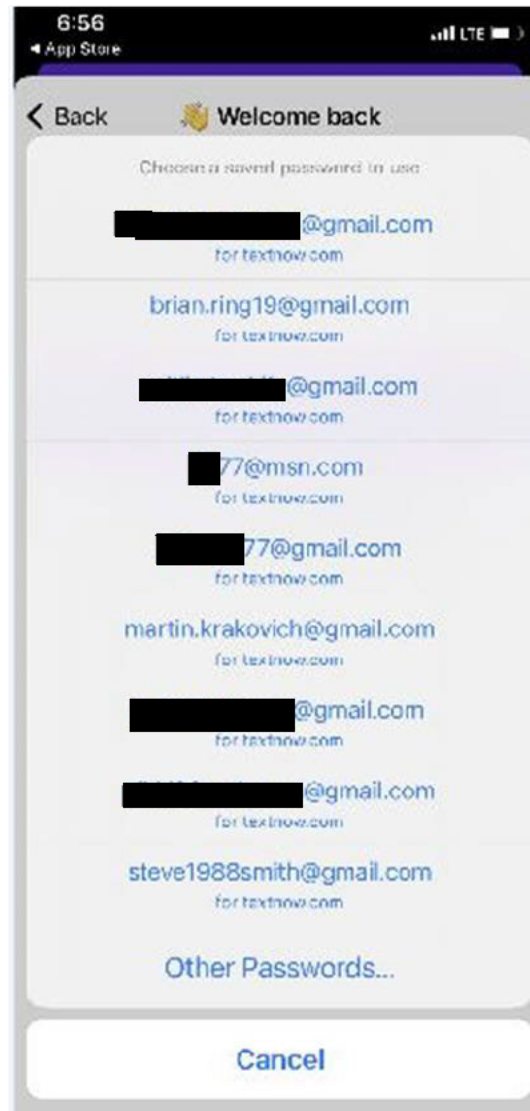 6:56
LTE
App Store
Back
👋 Welcome back
Choose a saved password to use
@gmail.com
for textnow.com
brian.ring19@gmail.com
for textnow.com
@gmail.com
for textnow.com
77@msn.com
for textnow.com
77@gmail.com
for textnow.com
martin.krakovich@gmail.com
for textnow.com
@gmail.com
for textnow.com
@gmail.com
for textnow.com
steve1988smith@gmail.com
for textnow.com
Other Passwords...
Cancel